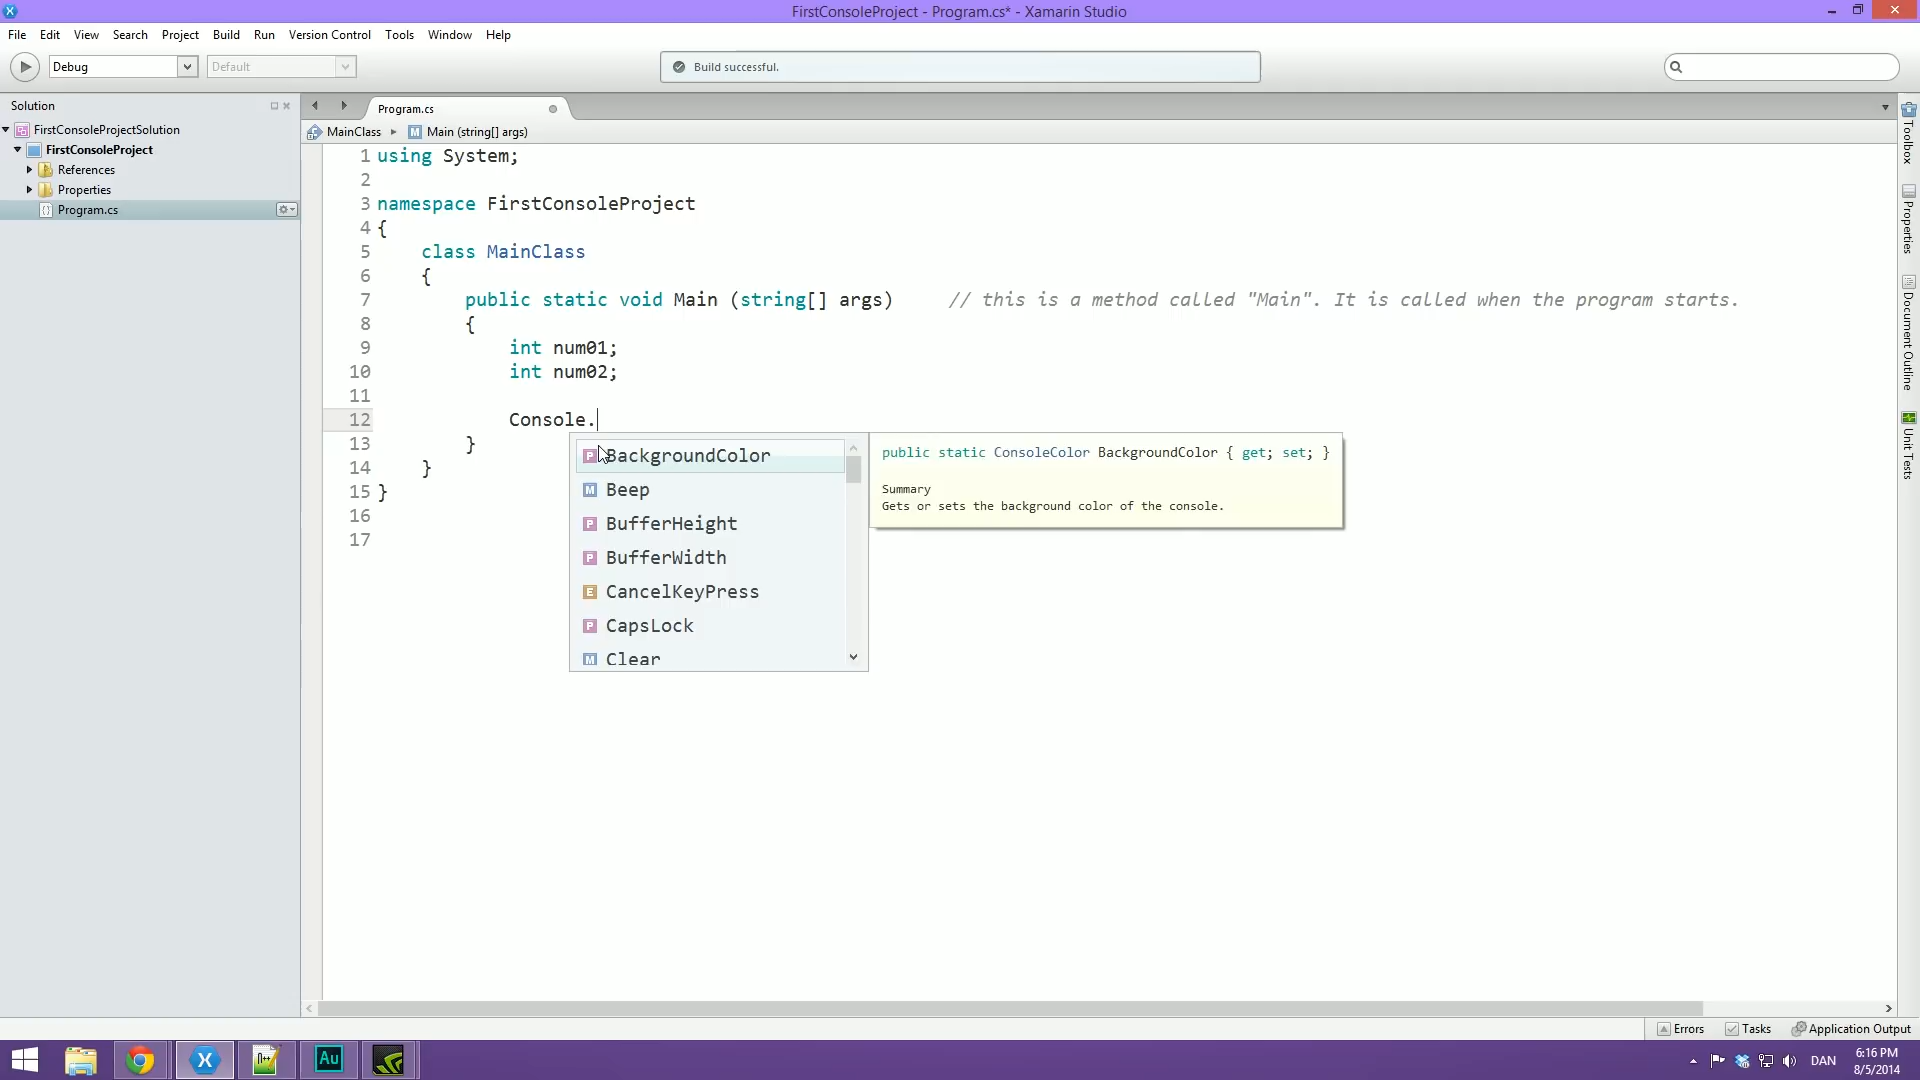 FirstConsoleProject - Program.cs* - Xamarin Studio
File Edit View Search Project Build Run Version Control Tools Window Help
Debug Default Build successful.
Solution
Program.cs
FirstConsoleProjectSolution
FirstConsoleProject
References
Properties
Program.cs
MainClass Main (string[] args)
1 using System;
2
3 namespace FirstConsoleProject
4 {
5 class MainClass
6 {
7 public static void Main (string[] args) // this is a method called "Main". It is called when the program starts.
8 {
9 int num01;
10 int num02;
11
12 Console.
13 }
14 }
15 }
16
17
P BackgroundColor
M Beep
P BufferHeight
P BufferWidth
E CancelKeyPress
P CapsLock
M Clear
public static ConsoleColor BackgroundColor { get; set; }
Summary
Gets or sets the background color of the console.
Toolbox
Properties
Document Outline
Unit Tests
Errors Tasks Application Output
Au
DAN
6:16 PM
8/5/2014